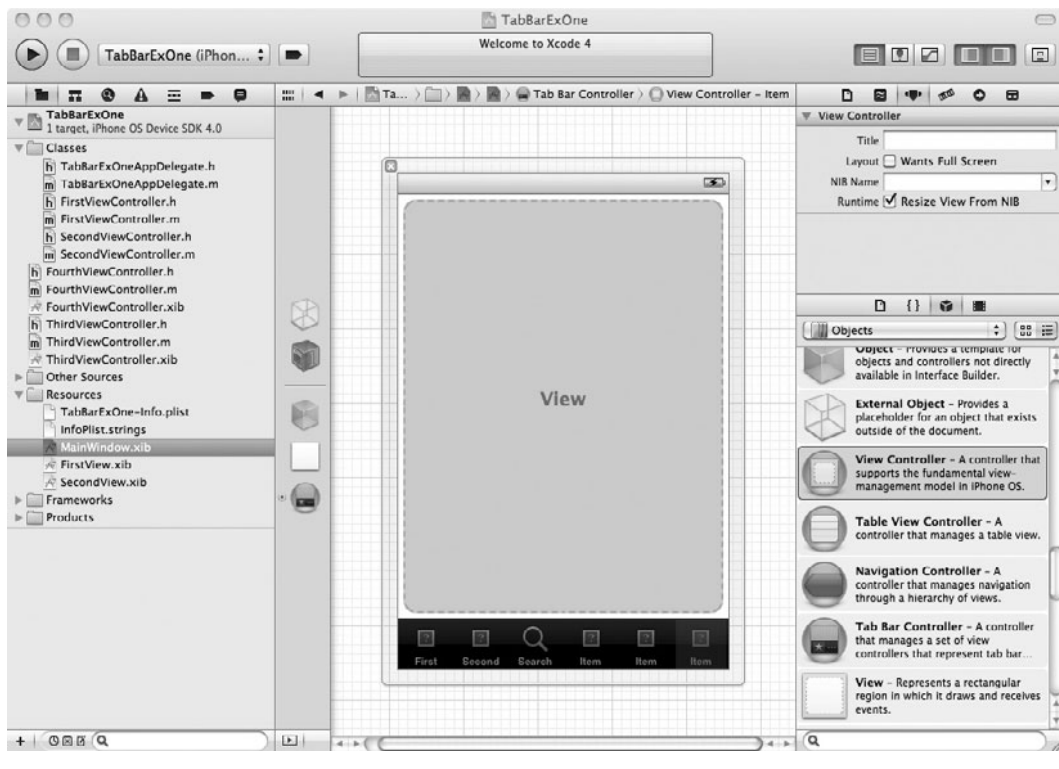 TabBarExOne
TabBarExOne (iPhon...
Welcome to Xcode 4
Ta...
Tab Bar Controller
View Controller – Item
TabBarExOne
1 target, iPhone OS Device SDK 4.0
Classes
h TabBarExOneAppDelegate.h
m TabBarExOneAppDelegate.m
h FirstViewController.h
m FirstViewController.m
h SecondViewController.h
m SecondViewController.m
h FourthViewController.h
m FourthViewController.m
FourthViewController.xib
h ThirdViewController.h
m ThirdViewController.m
ThirdViewController.xib
Other Sources
Resources
TabBarExOne-Info.plist
InfoPlist.strings
MainWindow.xib
FirstView.xib
SecondView.xib
Frameworks
Products
View
First
Second
Search
Item
Item
Item
View Controller
Title
Layout Wants Full Screen
NIB Name
Runtime Resize View From NIB
{ }
Objects
Object – Provides a template for
objects and controllers not directly
available in Interface Builder.
External Object – Provides a
placeholder for an object that exists
outside of the document.
View Controller – A controller that
supports the fundamental view-
management model in iPhone OS.
Table View Controller – A
controller that manages a table view.
Navigation Controller – A
controller that manages navigation
through a hierarchy of views.
Tab Bar Controller – A controller
that manages a set of view
controllers that represent tab bar...
View – Represents a rectangular
region in which it draws and receives
events.